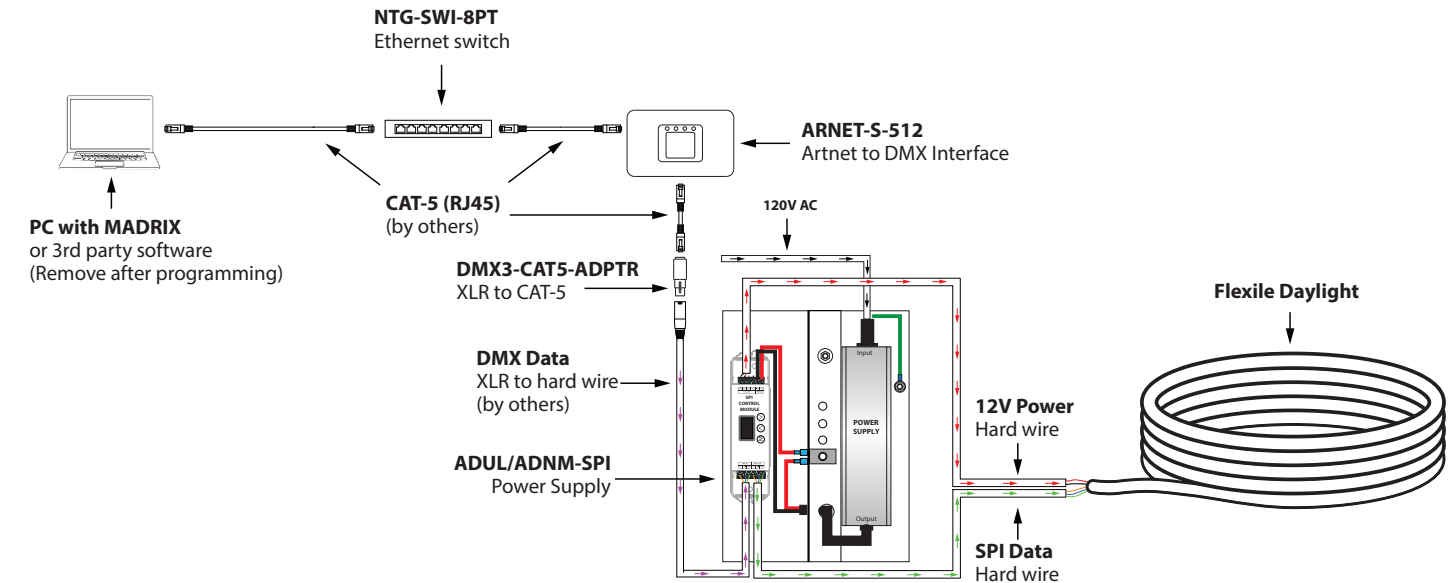 NTG-SWI-8PT
Ethernet switch
ARNET-S-512
Artnet to DMX Interface
CAT-5 (RJ45)
(by others)
PC with MADRIX
or 3rd party software
(Remove after programming)
120V AC
DMX3-CAT5-ADPTR
XLR to CAT-5
Flexile Daylight
DMX Data
XLR to hard wire
(by others)
Input
SPI
CONTROL
MODULE
POWER
SUPPLY
12V Power
Hard wire
ADUL/ADNM-SPI
Power Supply
Output
SPI Data
Hard wire